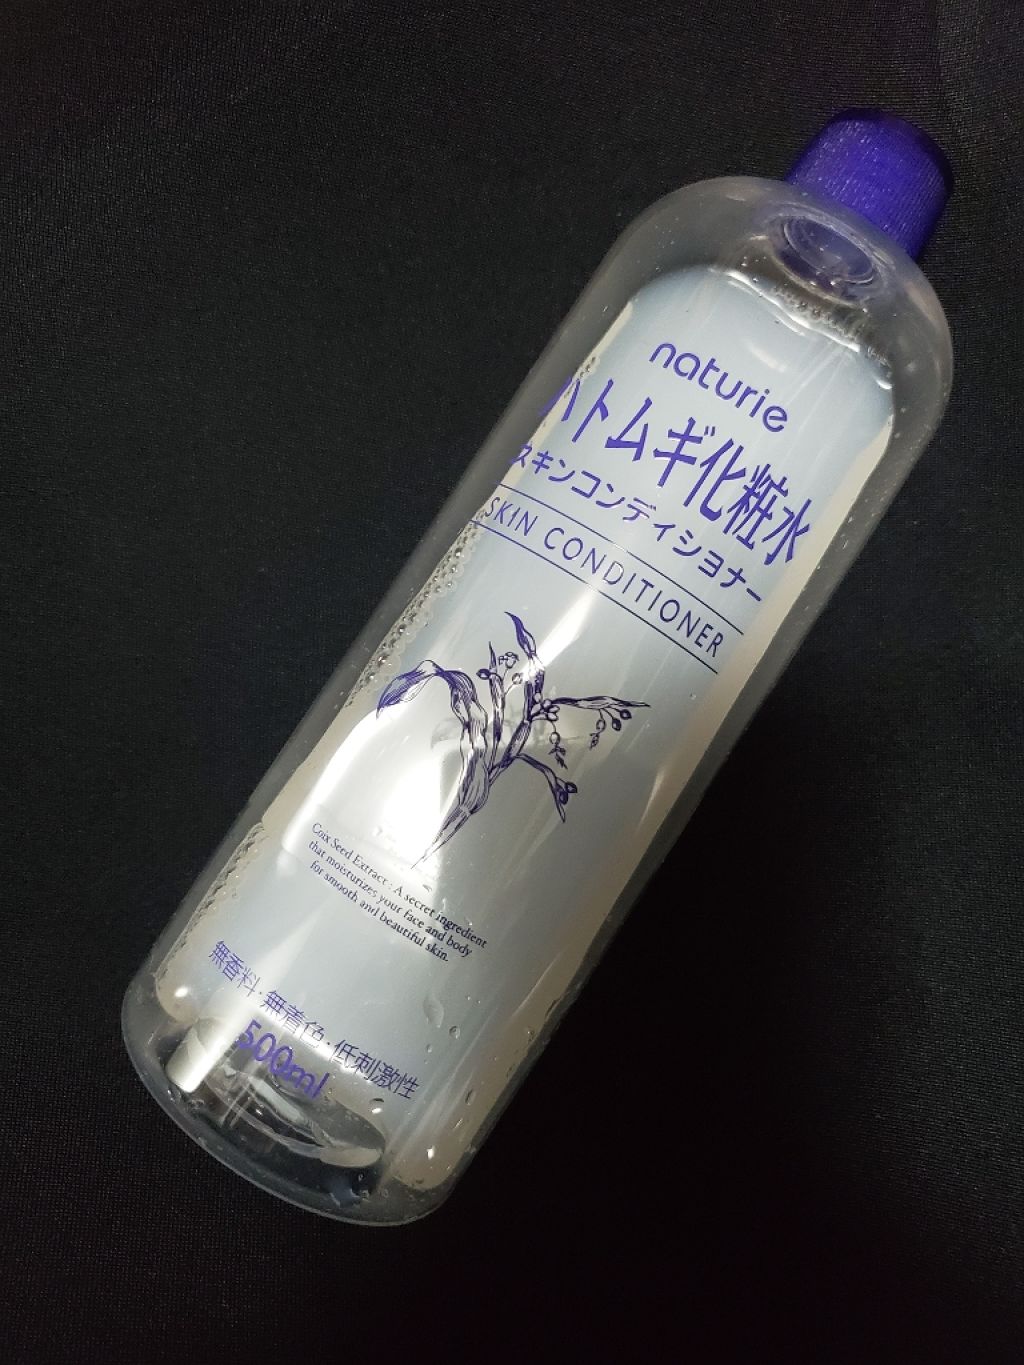 naturie
ハトムギ化粧水
スキンコンディショナー
SKIN CONDITIONER
Coix Seed Extract : A secret ingredient
that moisturizes your face and body
for smooth and beautiful skin.
無香料·無着色·低刺激性
500ml